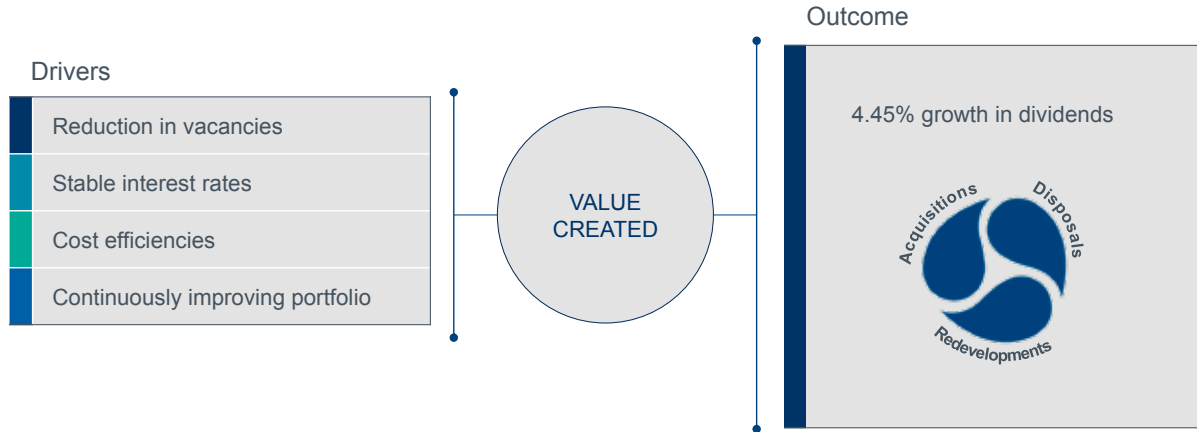 Drivers
Reduction in vacancies
Stable interest rates
Cost efficiencies
Continuously improving portfolio
VALUE
CREATED
Outcome
4.45% growth in dividends
Acquisitions
Disposals
Redevelopments